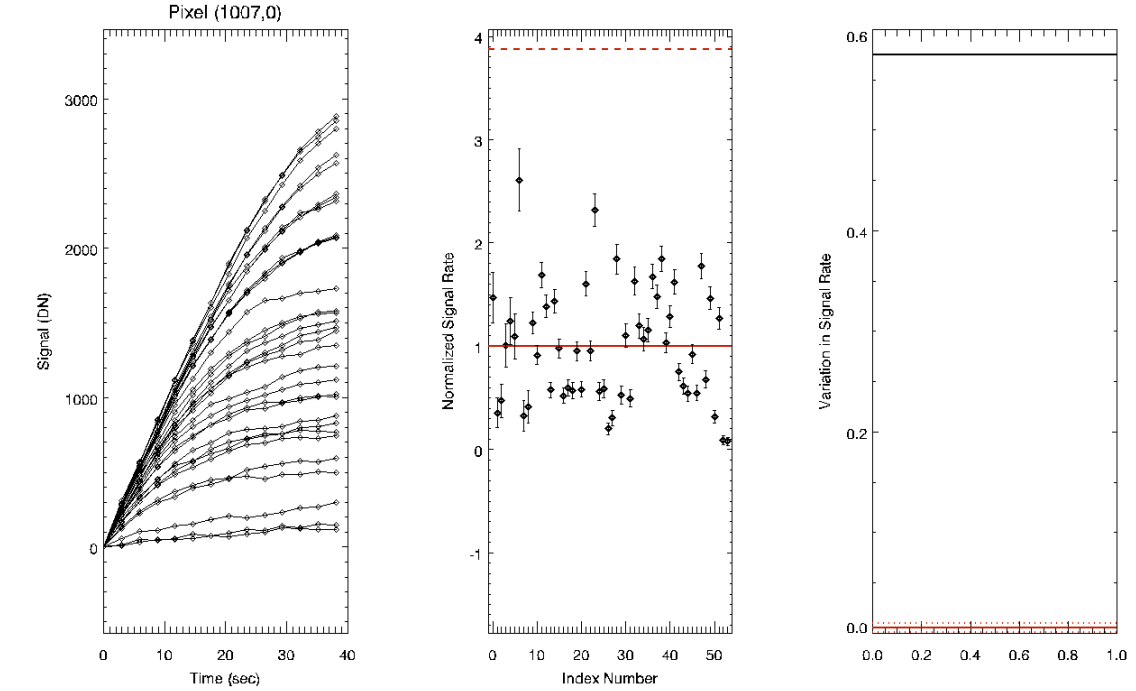 Pixel (1007,0)
3000
2000
1000
0
Signal (DN)
0 10 20 30 40
Time (sec)
4
3
2
1
0
-1
Normalized Signal Rate
0 10 20 30 40 50
Index Number
0.6
0.4
0.2
0.0
Variation in Signal Rate
0.0 0.2 0.4 0.6 0.8 1.0